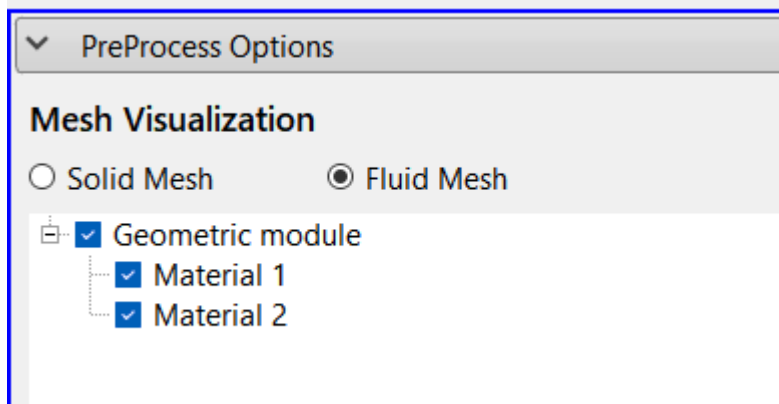 PreProcess Options
Mesh Visualization
Solid Mesh Fluid Mesh
Geometric module
Material 1
Material 2